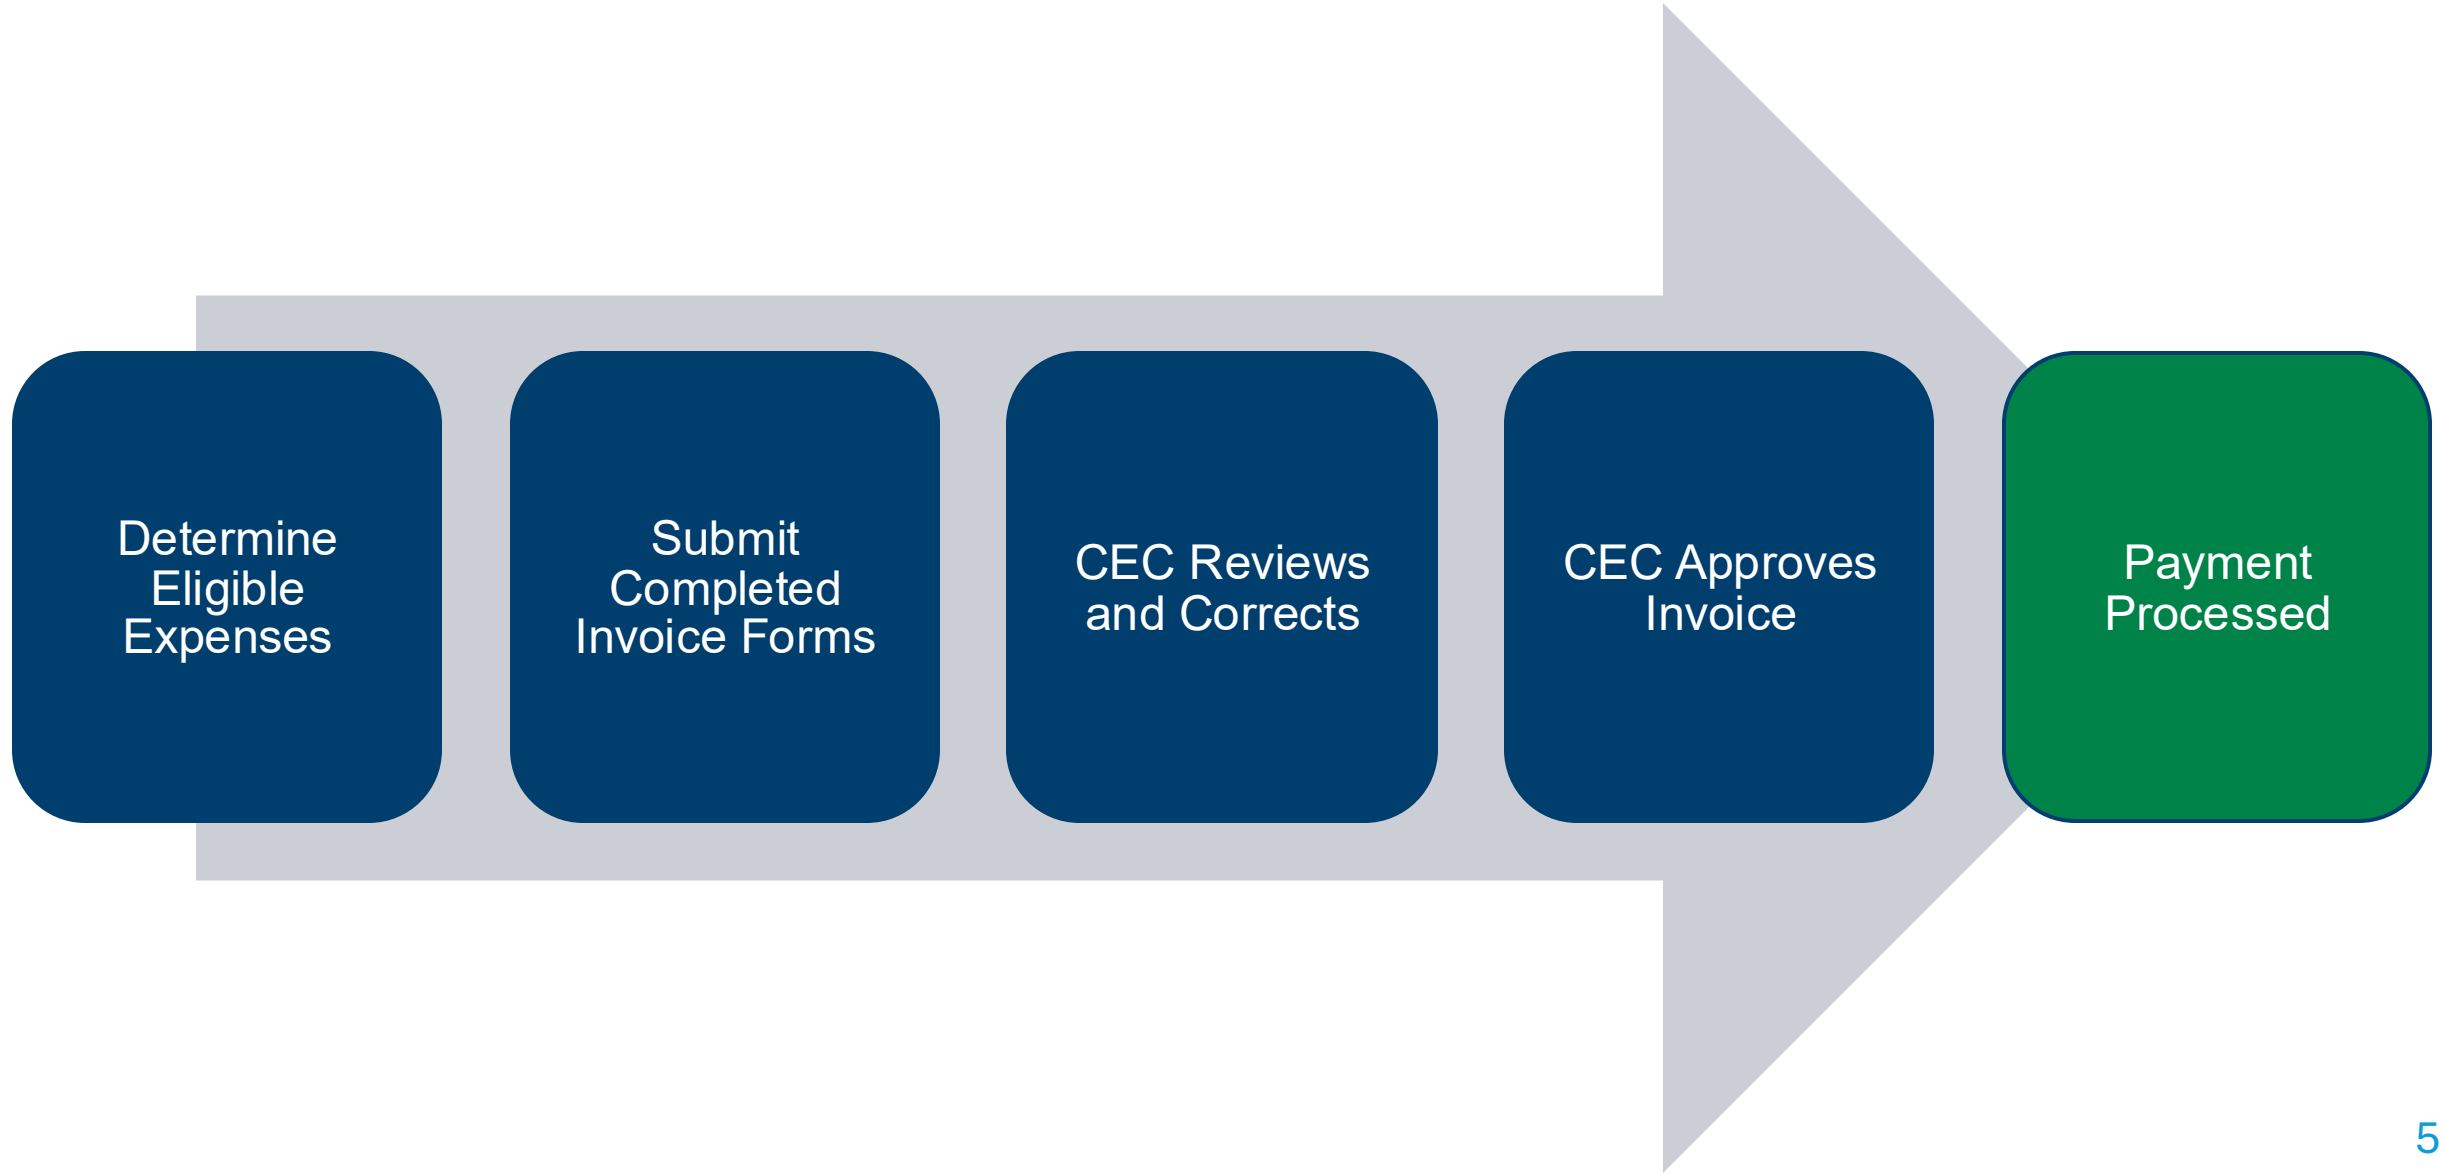 Determine
Eligible
Expenses
Submit
Completed
Invoice Forms
CEC Reviews
and Corrects
CEC Approves
Invoice
Payment
Processed
5